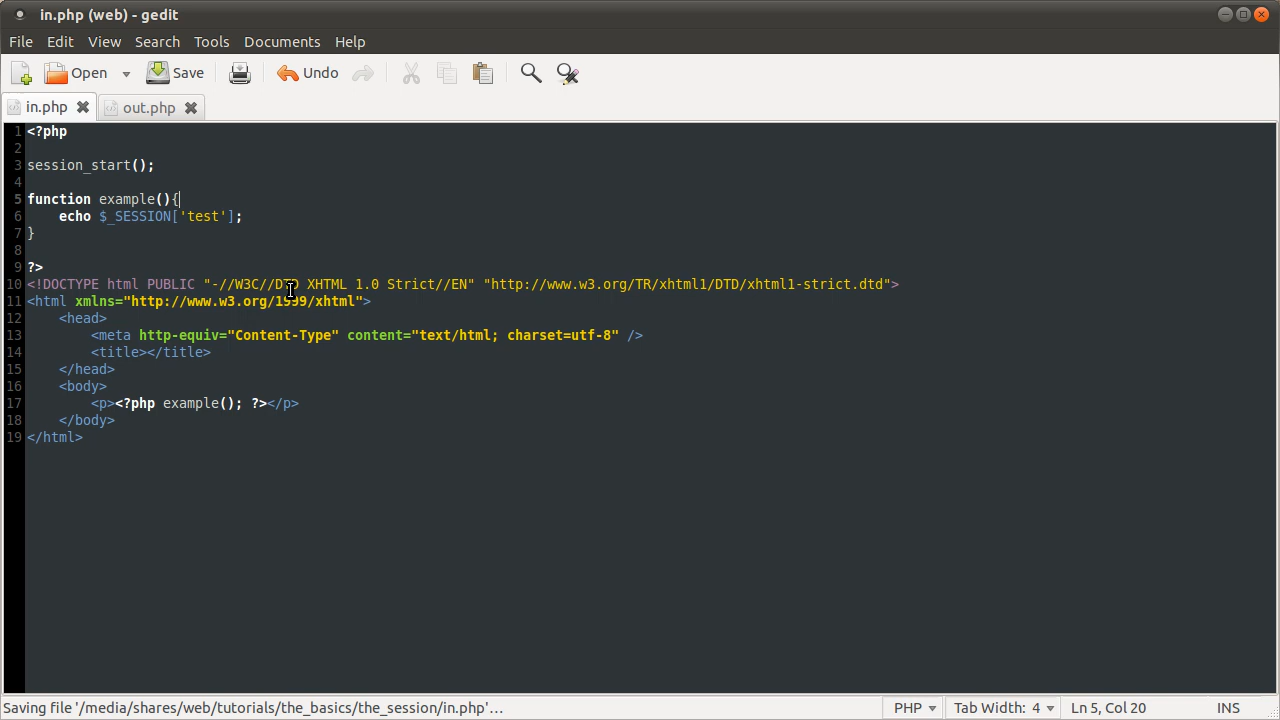 in.php (web) - gedit
File Edit View Search Tools Documents Help
Open Save Undo
in.php out.php
1 <?php
2
3 session_start();
4
5 function example(){
6     echo $_SESSION['test'];
7 }
8
9 ?>
10 <!DOCTYPE html PUBLIC "-//W3C//DTD XHTML 1.0 Strict//EN" "http://www.w3.org/TR/xhtml1/DTD/xhtml1-strict.dtd">
11 <html xmlns="http://www.w3.org/1999/xhtml">
12     <head>
13         <meta http-equiv="Content-Type" content="text/html; charset=utf-8" />
14         <title></title>
15     </head>
16     <body>
17         <p><?php example(); ?></p>
18     </body>
19 </html>
Saving file '/media/shares/web/tutorials/the_basics/the_session/in.php'... PHP Tab Width: 4 Ln 5, Col 20 INS